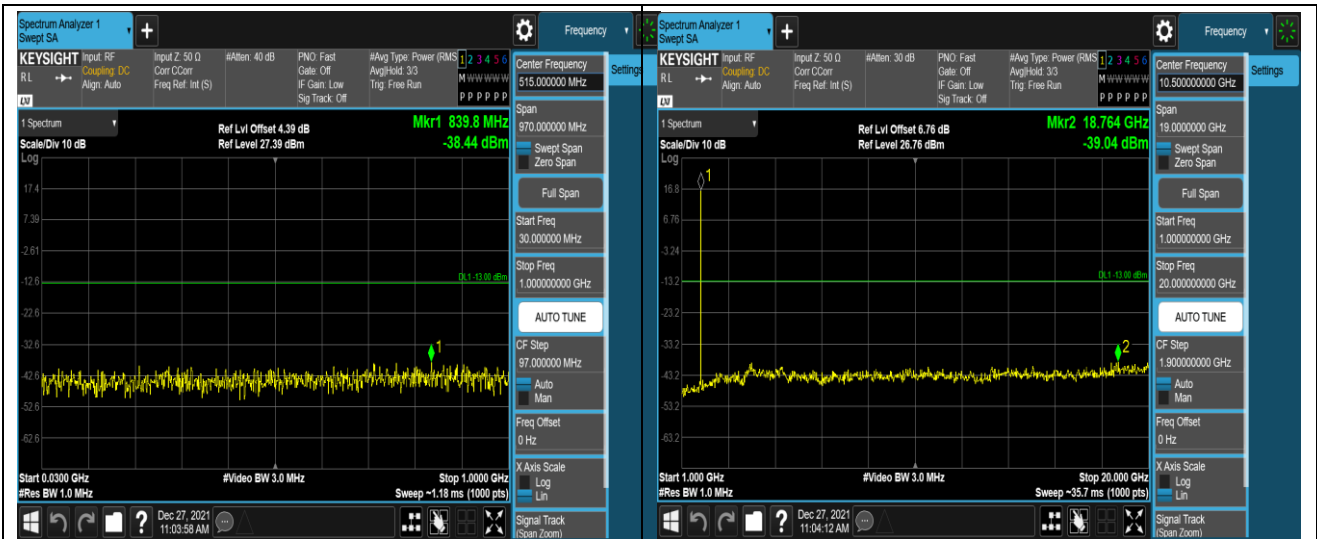 Spectrum Analyzer 1
Swept SA
Frequency
KEYSIGHT
Input: RF
Coupling: DC
Align: Auto
Input Z: 50 Ω
Corr CCorr
Freq Ref: Int (S)
#Atten: 40 dB
PNO: Fast
Gate: Off
IF Gain: Low
Sig Track: Off
#Avg Type: Power (RMS
Avg|Hold: 3/3
Trig: Free Run
1 2 3 4 5 6
M W W W W W
P P P P P P
RL
LXI
1 Spectrum
Scale/Div 10 dB
Log
Ref Lvl Offset 4.39 dB
Ref Level 27.39 dBm
Mkr1 839.8 MHz
-38.44 dBm
17.4
7.39
-2.61
-12.6
-22.6
-32.6
-42.6
-52.6
-62.6
DL1 -13.00 dBm
1
Start 0.0300 GHz
#Res BW 1.0 MHz
#Video BW 3.0 MHz
Stop 1.0000 GHz
Sweep ~1.18 ms (1000 pts)
Center Frequency
515.000000 MHz
Settings
Span
970.000000 MHz
Swept Span
Zero Span
Full Span
Start Freq
30.000000 MHz
Stop Freq
1.000000000 GHz
AUTO TUNE
CF Step
97.000000 MHz
Auto
Man
Freq Offset
0 Hz
X Axis Scale
Log
Lin
Signal Track
(Span Zoom)
?
Dec 27, 2021
11:03:58 AM
Spectrum Analyzer 1
Swept SA
Frequency
KEYSIGHT
Input: RF
Coupling: DC
Align: Auto
Input Z: 50 Ω
Corr CCorr
Freq Ref: Int (S)
#Atten: 30 dB
PNO: Fast
Gate: Off
IF Gain: Low
Sig Track: Off
#Avg Type: Power (RMS
Avg|Hold: 3/3
Trig: Free Run
1 2 3 4 5 6
M W W W W W
P P P P P P
RL
LXI
1 Spectrum
Scale/Div 10 dB
Log
Ref Lvl Offset 6.76 dB
Ref Level 26.76 dBm
Mkr2 18.764 GHz
-39.04 dBm
16.8
6.76
-3.24
-13.2
-23.2
-33.2
-43.2
-53.2
-63.2
DL1 -13.00 dBm
1
2
Start 1.000 GHz
#Res BW 1.0 MHz
#Video BW 3.0 MHz
Stop 20.000 GHz
Sweep ~35.7 ms (1000 pts)
Center Frequency
10.500000000 GHz
Settings
Span
19.0000000 GHz
Swept Span
Zero Span
Full Span
Start Freq
1.000000000 GHz
Stop Freq
20.000000000 GHz
AUTO TUNE
CF Step
1.900000000 GHz
Auto
Man
Freq Offset
0 Hz
X Axis Scale
Log
Lin
Signal Track
(Span Zoom)
?
Dec 27, 2021
11:04:12 AM